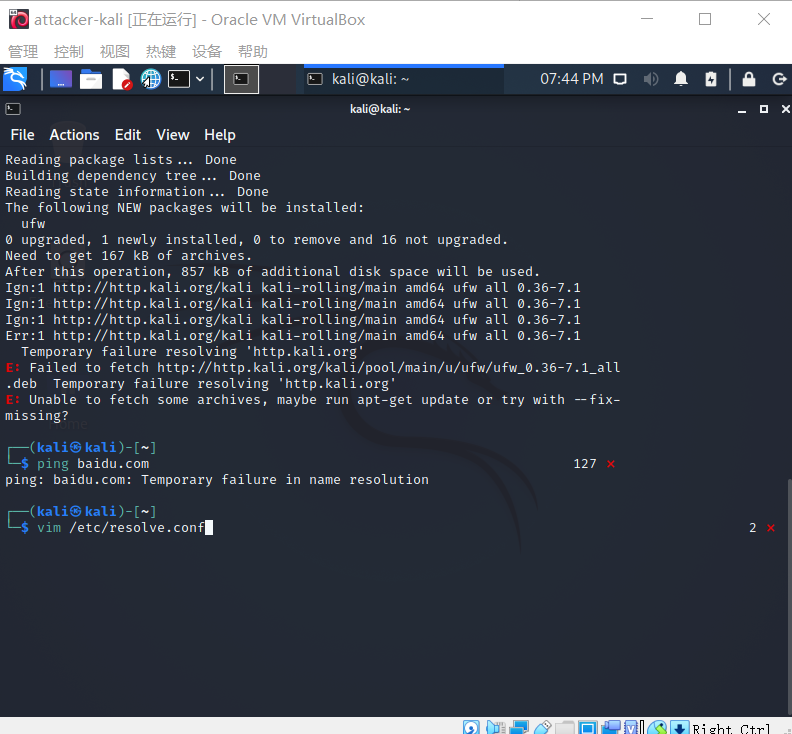 attacker-kali [正在运行] - Oracle VM VirtualBox
管理 控制 视图 热键 设备 帮助
kali@kali: ~ 07:44 PM
kali@kali: ~
File Actions Edit View Help
Reading package lists... Done
Building dependency tree... Done
Reading state information... Done
The following NEW packages will be installed:
ufw
0 upgraded, 1 newly installed, 0 to remove and 16 not upgraded.
Need to get 167 kB of archives.
After this operation, 857 kB of additional disk space will be used.
Ign:1 http://http.kali.org/kali kali-rolling/main amd64 ufw all 0.36-7.1
Ign:1 http://http.kali.org/kali kali-rolling/main amd64 ufw all 0.36-7.1
Ign:1 http://http.kali.org/kali kali-rolling/main amd64 ufw all 0.36-7.1
Err:1 http://http.kali.org/kali kali-rolling/main amd64 ufw all 0.36-7.1
Temporary failure resolving 'http.kali.org'
E: Failed to fetch http://http.kali.org/kali/pool/main/u/ufw/ufw_0.36-7.1_all
.deb Temporary failure resolving 'http.kali.org'
E: Unable to fetch some archives, maybe run apt-get update or try with --fix-
missing?
┌──(kali㉿kali)-[~]
└─$ ping baidu.com 127 ⨯
ping: baidu.com: Temporary failure in name resolution
┌──(kali㉿kali)-[~]
└─$ vim /etc/resolve.conf 2 ⨯
Right Ctrl